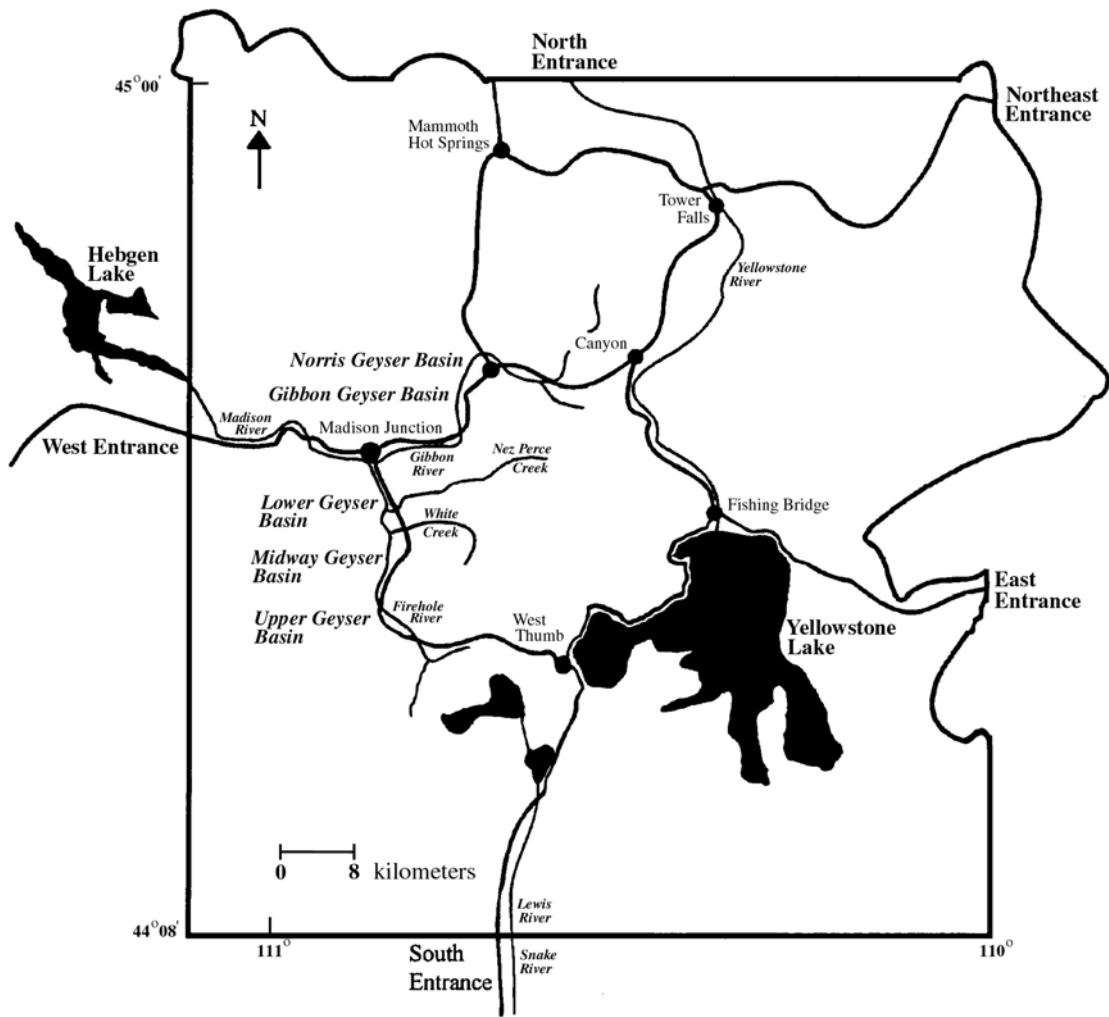 North
Entrance
45°00'
Northeast
Entrance
N
Mammoth
Hot Springs
Tower
Falls
Hebgen
Lake
Yellowstone
River
Canyon
Norris Geyser Basin
Gibbon Geyser Basin
Madison
River
Madison Junction
West Entrance
Gibbon
River
Nez Perce
Creek
Lower Geyser
Basin
White
Creek
Fishing Bridge
Midway Geyser
Basin
East
Entrance
Firehole
River
Upper Geyser
Basin
West
Thumb
Yellowstone
Lake
0 8 kilometers
Lewis
River
44°08'
111°
110°
South
Entrance
Snake
River